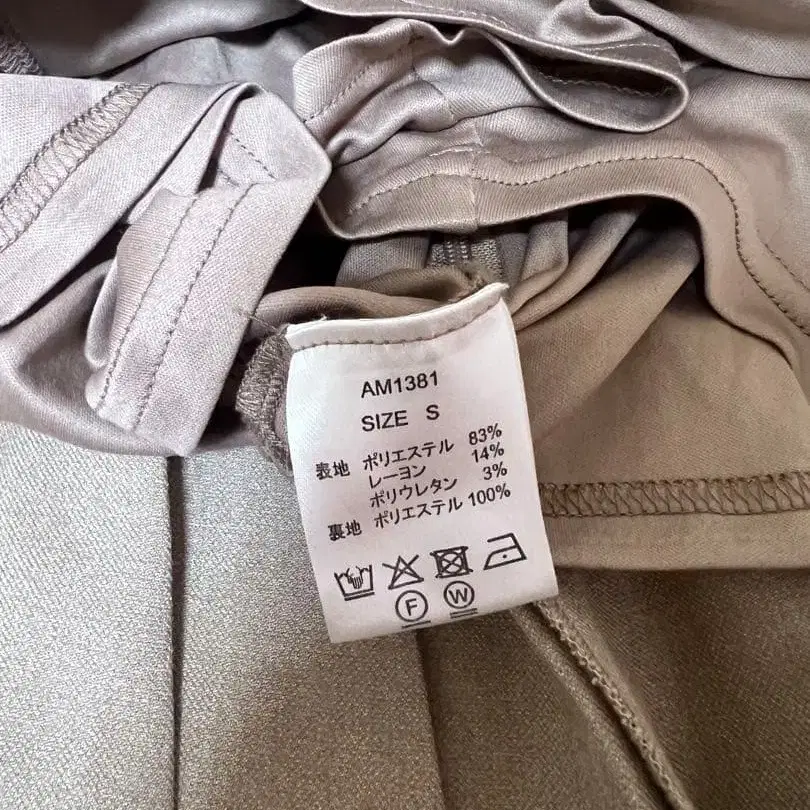 AM1381
SIZE S
表地 ポリエステル 83%
レーヨン 14%
ポリウレタン 3%
裏地 ポリエステル 100%
F W